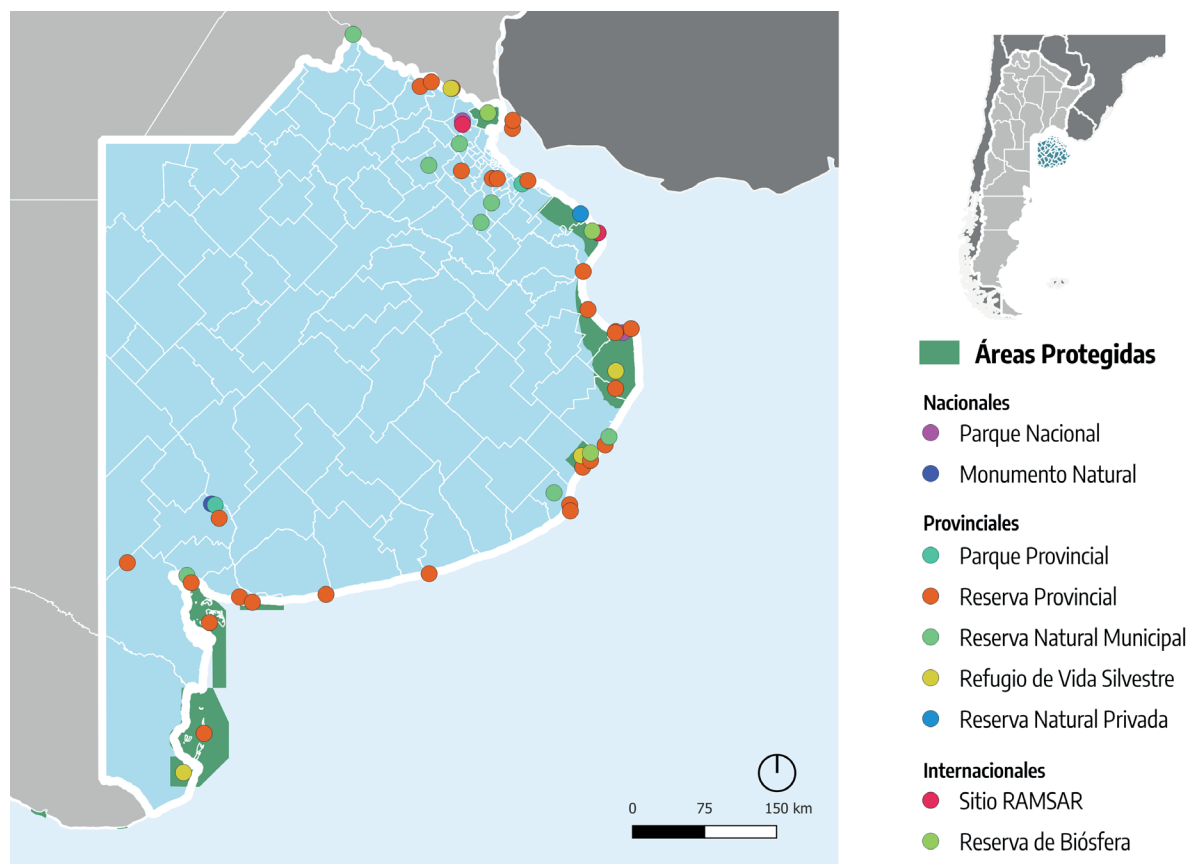 Áreas Protegidas
Nacionales
Parque Nacional
Monumento Natural
Provinciales
Parque Provincial
Reserva Provincial
Reserva Natural Municipal
Refugio de Vida Silvestre
Reserva Natural Privada
Internacionales
Sitio RAMSAR
Reserva de Biósfera
0 75 150 km